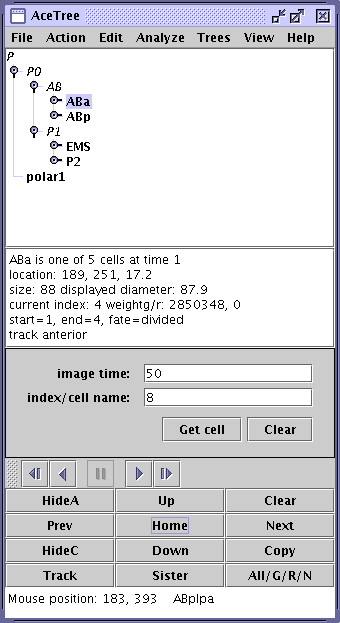 AceTree
File Action Edit Analyze Trees View Help
P
P0
AB
ABa
ABp
P1
EMS
P2
polar1
ABa is one of 5 cells at time 1
location: 189, 251, 17.2
size: 88 displayed diameter: 87.9
current index: 4 weightg/r: 2850348, 0
start=1, end=4, fate=divided
track anterior
image time: 50
index/cell name: 8
Get cell Clear
HideA Up Clear
Prev Home Next
HideC Down Copy
Track Sister All/G/R/N
Mouse position: 183, 393 ABplpa